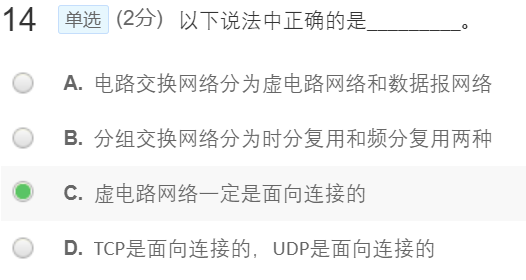 14 单选 (2分) 以下说法中正确的是_________。
A. 电路交换网络分为虚电路网络和数据报网络
B. 分组交换网络分为时分复用和频分复用两种
C. 虚电路网络一定是面向连接的
D. TCP是面向连接的，UDP是面向连接的